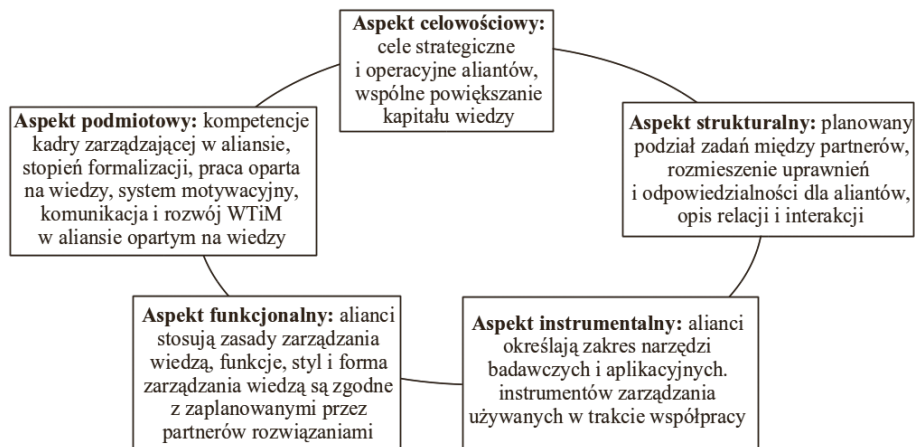 Aspekt celowościowy:
cele strategiczne
i operacyjne aliantów,
wspólne powiększanie
kapitału wiedzy
Aspekt podmiotowy: kompetencje
kadry zarządzającej w aliansie,
stopień formalizacji, praca oparta
na wiedzy, system motywacyjny,
komunikacja i rozwój WTiM
w aliansie opartym na wiedzy
Aspekt strukturalny: planowany
podział zadań między partnerów,
rozmieszenie uprawnień
i odpowiedzialności dla aliantów,
opis relacji i interakcji
Aspekt funkcjonalny: alianci
stosują zasady zarządzania
wiedzą, funkcje, styl i forma
zarządzania wiedzą są zgodne
z zaplanowanymi przez
partnerów rozwiązaniami
Aspekt instrumentalny: alianci
określają zakres narzędzi
badawczych i aplikacyjnych.
instrumentów zarządzania
używanych w trakcie współpracy